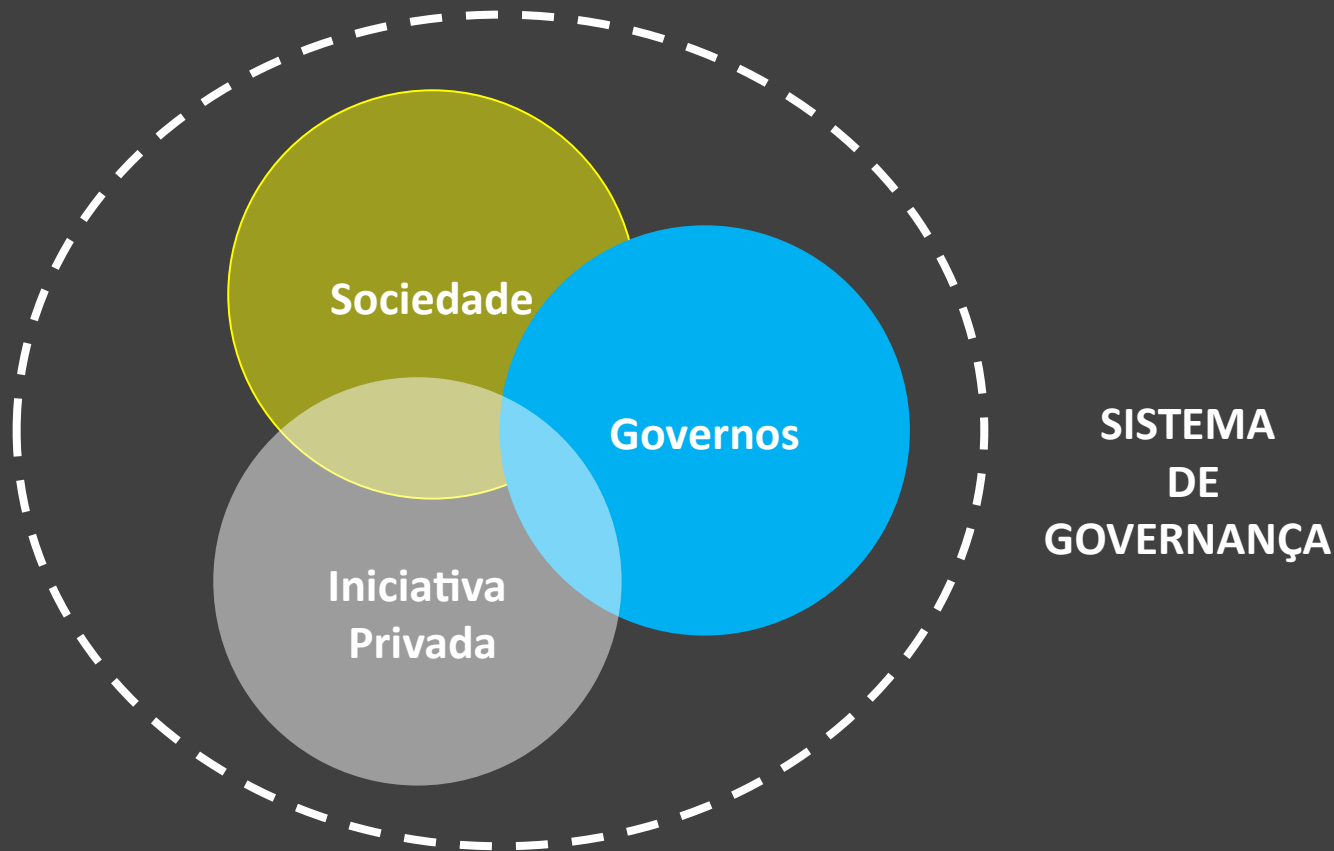 Sociedade
Governos
Iniciativa
Privada
SISTEMA
DE
GOVERNANÇA